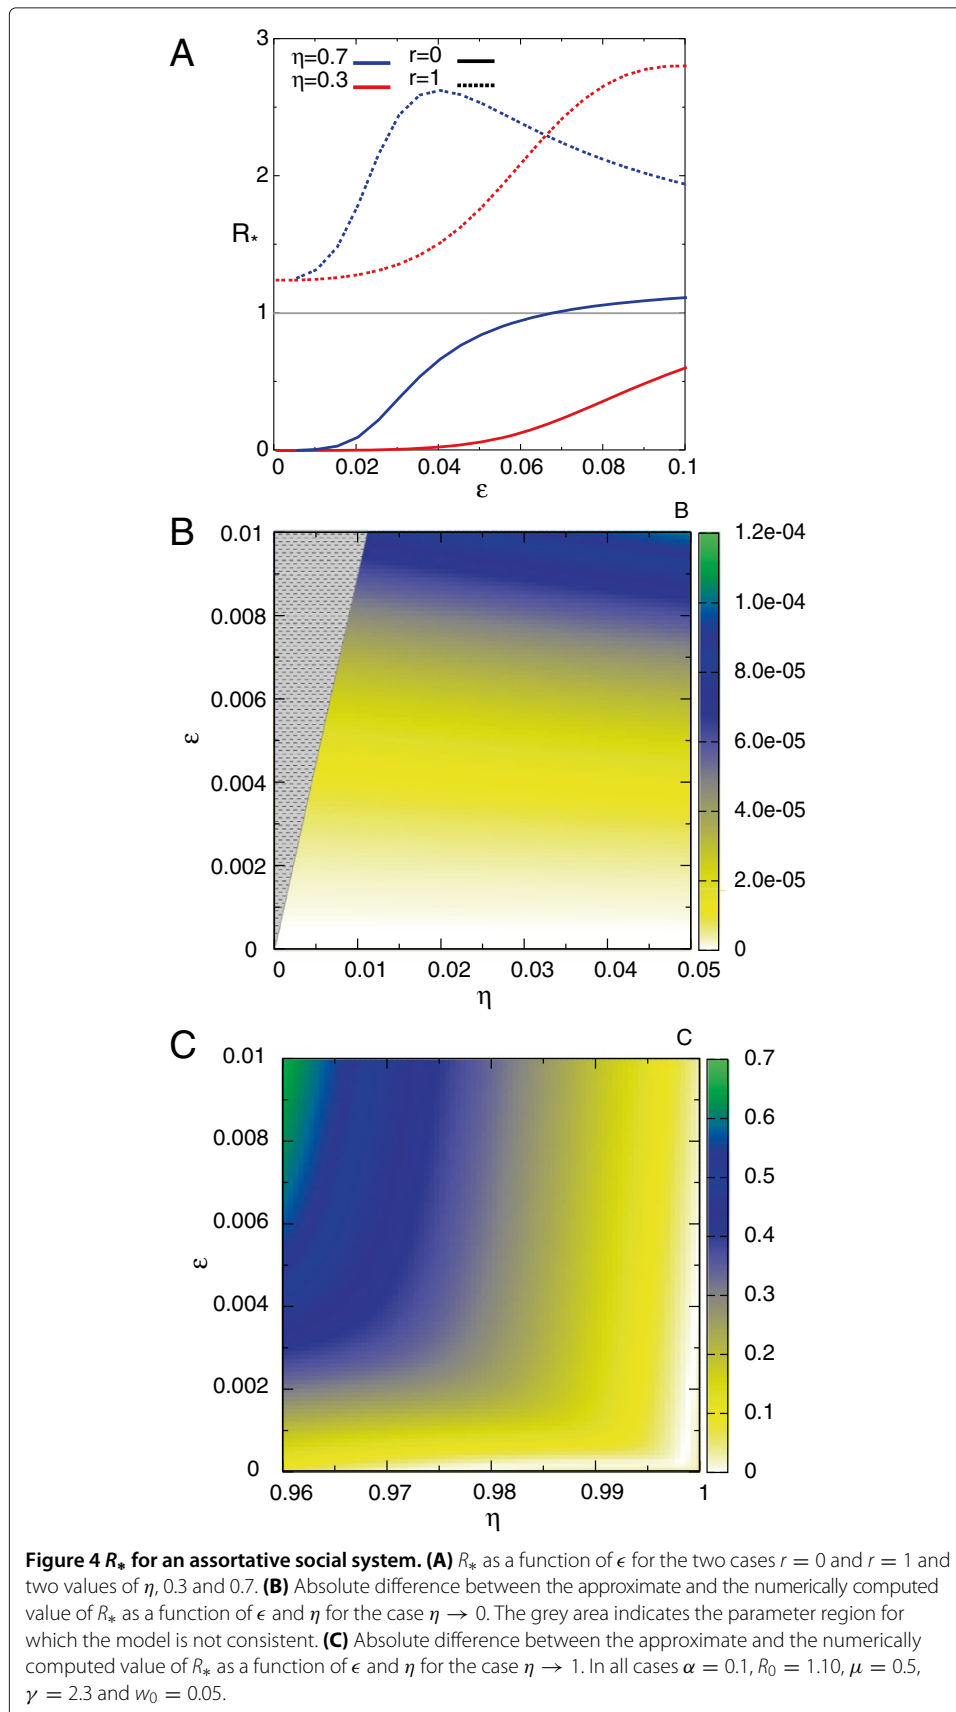 A
3
η=0.7
r=0
η=0.3
r=1
2
R*
1
0
0 0.02 0.04 0.06 0.08 0.1
ε
B
B
0.01
0.008
0.006
ε
0.004
0.002
0
0 0.01 0.02 0.03 0.04 0.05
η
1.2e-04
1.0e-04
8.0e-05
6.0e-05
4.0e-05
2.0e-05
0
C
C
0.01
0.008
0.006
ε
0.004
0.002
0
0.96 0.97 0.98 0.99 1
η
0.7
0.6
0.5
0.4
0.3
0.2
0.1
0
Figure 4 R* for an assortative social system. (A) R* as a function of ϵ for the two cases r = 0 and r = 1 and
two values of η, 0.3 and 0.7. (B) Absolute difference between the approximate and the numerically computed
value of R* as a function of ϵ and η for the case η → 0. The grey area indicates the parameter region for
which the model is not consistent. (C) Absolute difference between the approximate and the numerically
computed value of R* as a function of ϵ and η for the case η → 1. In all cases α = 0.1, R0 = 1.10, μ = 0.5,
γ = 2.3 and w0 = 0.05.